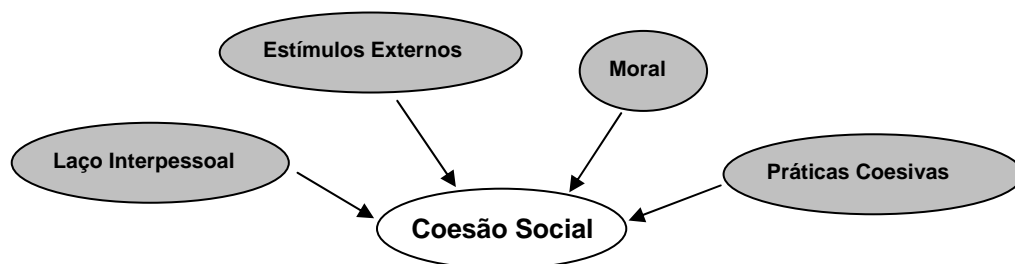 Estímulos Externos
Moral
Laço Interpessoal
Práticas Coesivas
Coesão Social